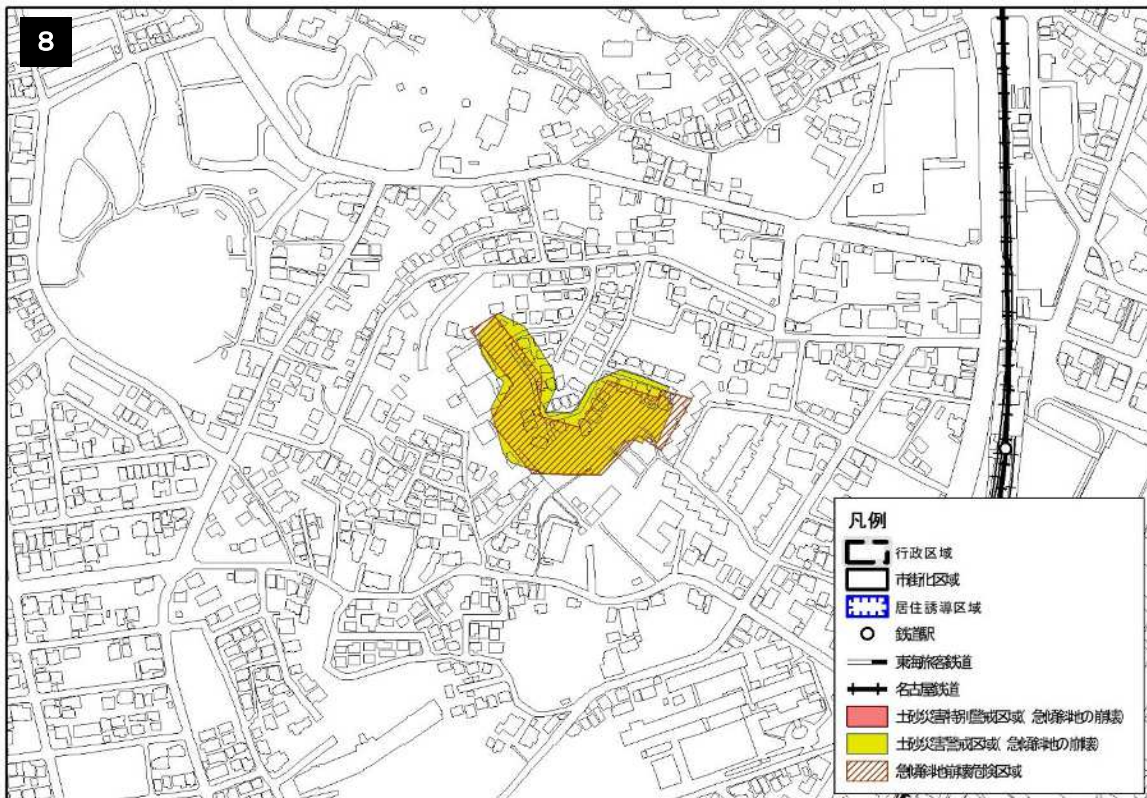 8
凡例
行政区域
市街化区域
居住誘導区域
鉄道駅
東海旅客鉄道
名古屋鉄道
土砂災害特別警戒区域(急傾斜地の崩壊)
土砂災害警戒区域(急傾斜地の崩壊)
急傾斜地崩壊危険区域